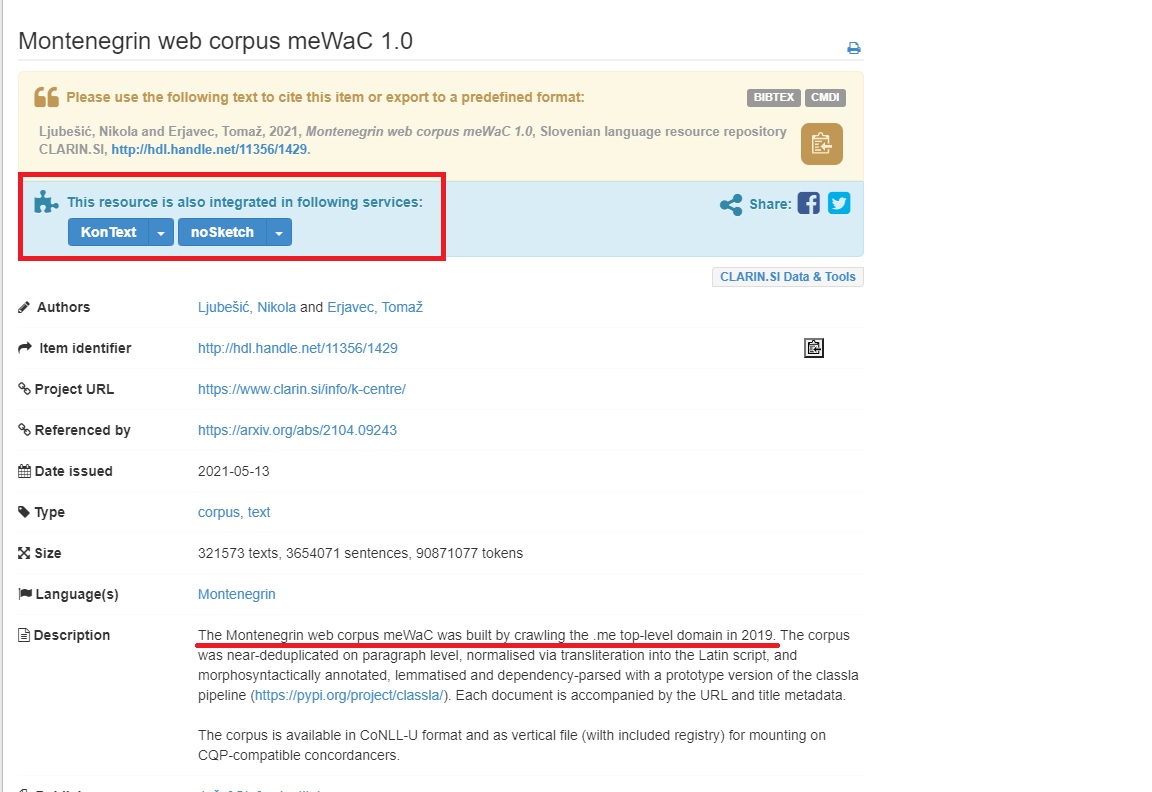 Montenegrin web corpus meWaC 1.0
Please use the following text to cite this item or export to a predefined format:
BIBTEX CMDI
Ljubešić, Nikola and Erjavec, Tomaž, 2021, Montenegrin web corpus meWaC 1.0, Slovenian language resource repository
CLARIN.SI, http://hdl.handle.net/11356/1429.
This resource is also integrated in following services:
KonText noSketch
Share:
CLARIN.SI Data & Tools
Authors Ljubešić, Nikola and Erjavec, Tomaž
Item identifier http://hdl.handle.net/11356/1429
Project URL https://www.clarin.si/info/k-centre/
Referenced by https://arxiv.org/abs/2104.09243
Date issued 2021-05-13
Type corpus, text
Size 321573 texts, 3654071 sentences, 90871077 tokens
Language(s) Montenegrin
Description The Montenegrin web corpus meWaC was built by crawling the .me top-level domain in 2019. The corpus
was near-deduplicated on paragraph level, normalised via transliteration into the Latin script, and
morphosyntactically annotated, lemmatised and dependency-parsed with a prototype version of the classla
pipeline (https://pypi.org/project/classla/). Each document is accompanied by the URL and title metadata.
The corpus is available in CoNLL-U format and as vertical file (wilth included registry) for mounting on
CQP-compatible concordancers.